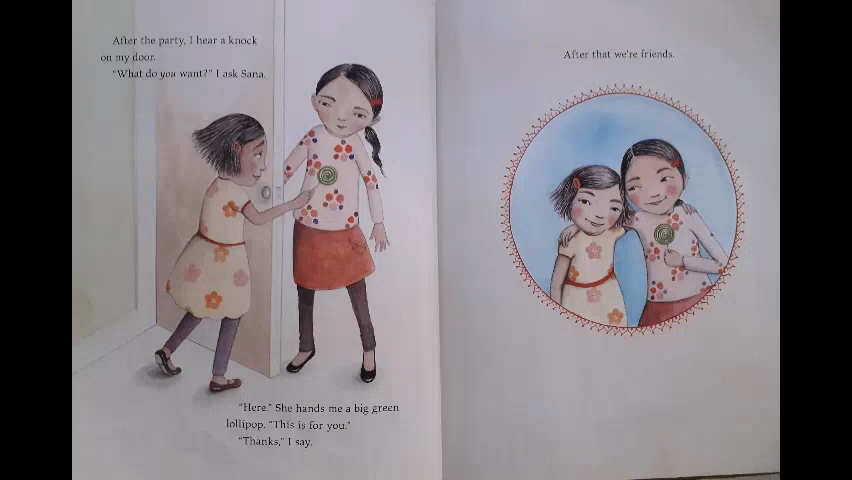 After the party, I hear a knock
on my door.
"What do you want?" I ask Sana.
"Here." She hands me a big green
lollipop. "This is for you."
"Thanks," I say.
After that we're friends.